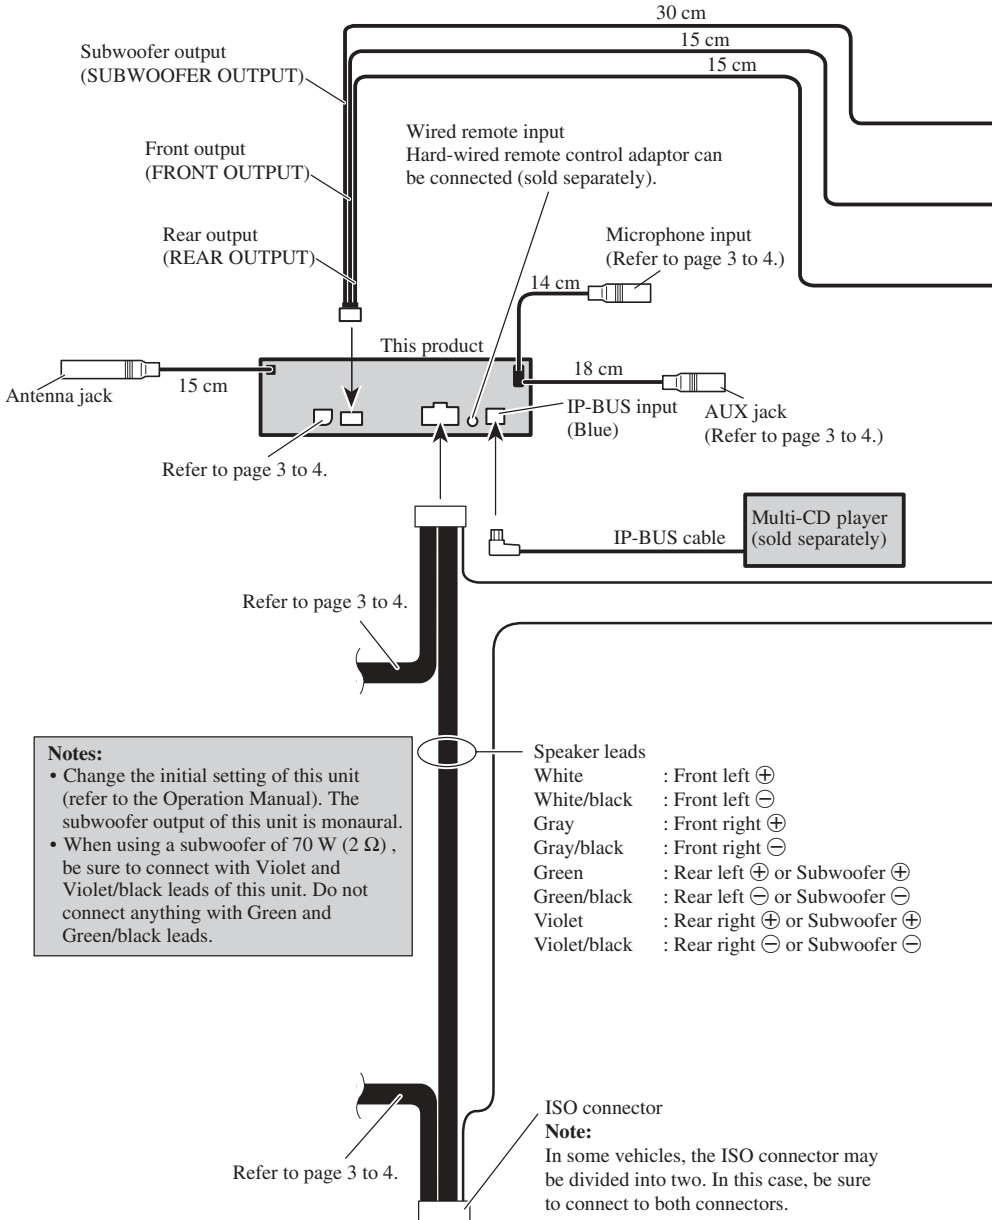 30 cm
15 cm
15 cm
Subwoofer output
(SUBWOOFER OUTPUT)
Front output
(FRONT OUTPUT)
Rear output
(REAR OUTPUT)
Wired remote input
Hard-wired remote control adaptor can
be connected (sold separately).
Microphone input
(Refer to page 3 to 4.)
14 cm
This product
18 cm
15 cm
Antenna jack
IP-BUS input
(Blue)
AUX jack
(Refer to page 3 to 4.)
Refer to page 3 to 4.
Multi-CD player
(sold separately)
IP-BUS cable
Refer to page 3 to 4.
Notes:
• Change the initial setting of this unit
(refer to the Operation Manual). The
subwoofer output of this unit is monaural.
• When using a subwoofer of 70 W (2 Ω) ,
be sure to connect with Violet and
Violet/black leads of this unit. Do not
connect anything with Green and
Green/black leads.
Speaker leads
White : Front left ⊕
White/black : Front left ⊖
Gray : Front right ⊕
Gray/black : Front right ⊖
Green : Rear left ⊕ or Subwoofer ⊕
Green/black : Rear left ⊖ or Subwoofer ⊖
Violet : Rear right ⊕ or Subwoofer ⊕
Violet/black : Rear right ⊖ or Subwoofer ⊖
ISO connector
Note:
In some vehicles, the ISO connector may
be divided into two. In this case, be sure
to connect to both connectors.
Refer to page 3 to 4.